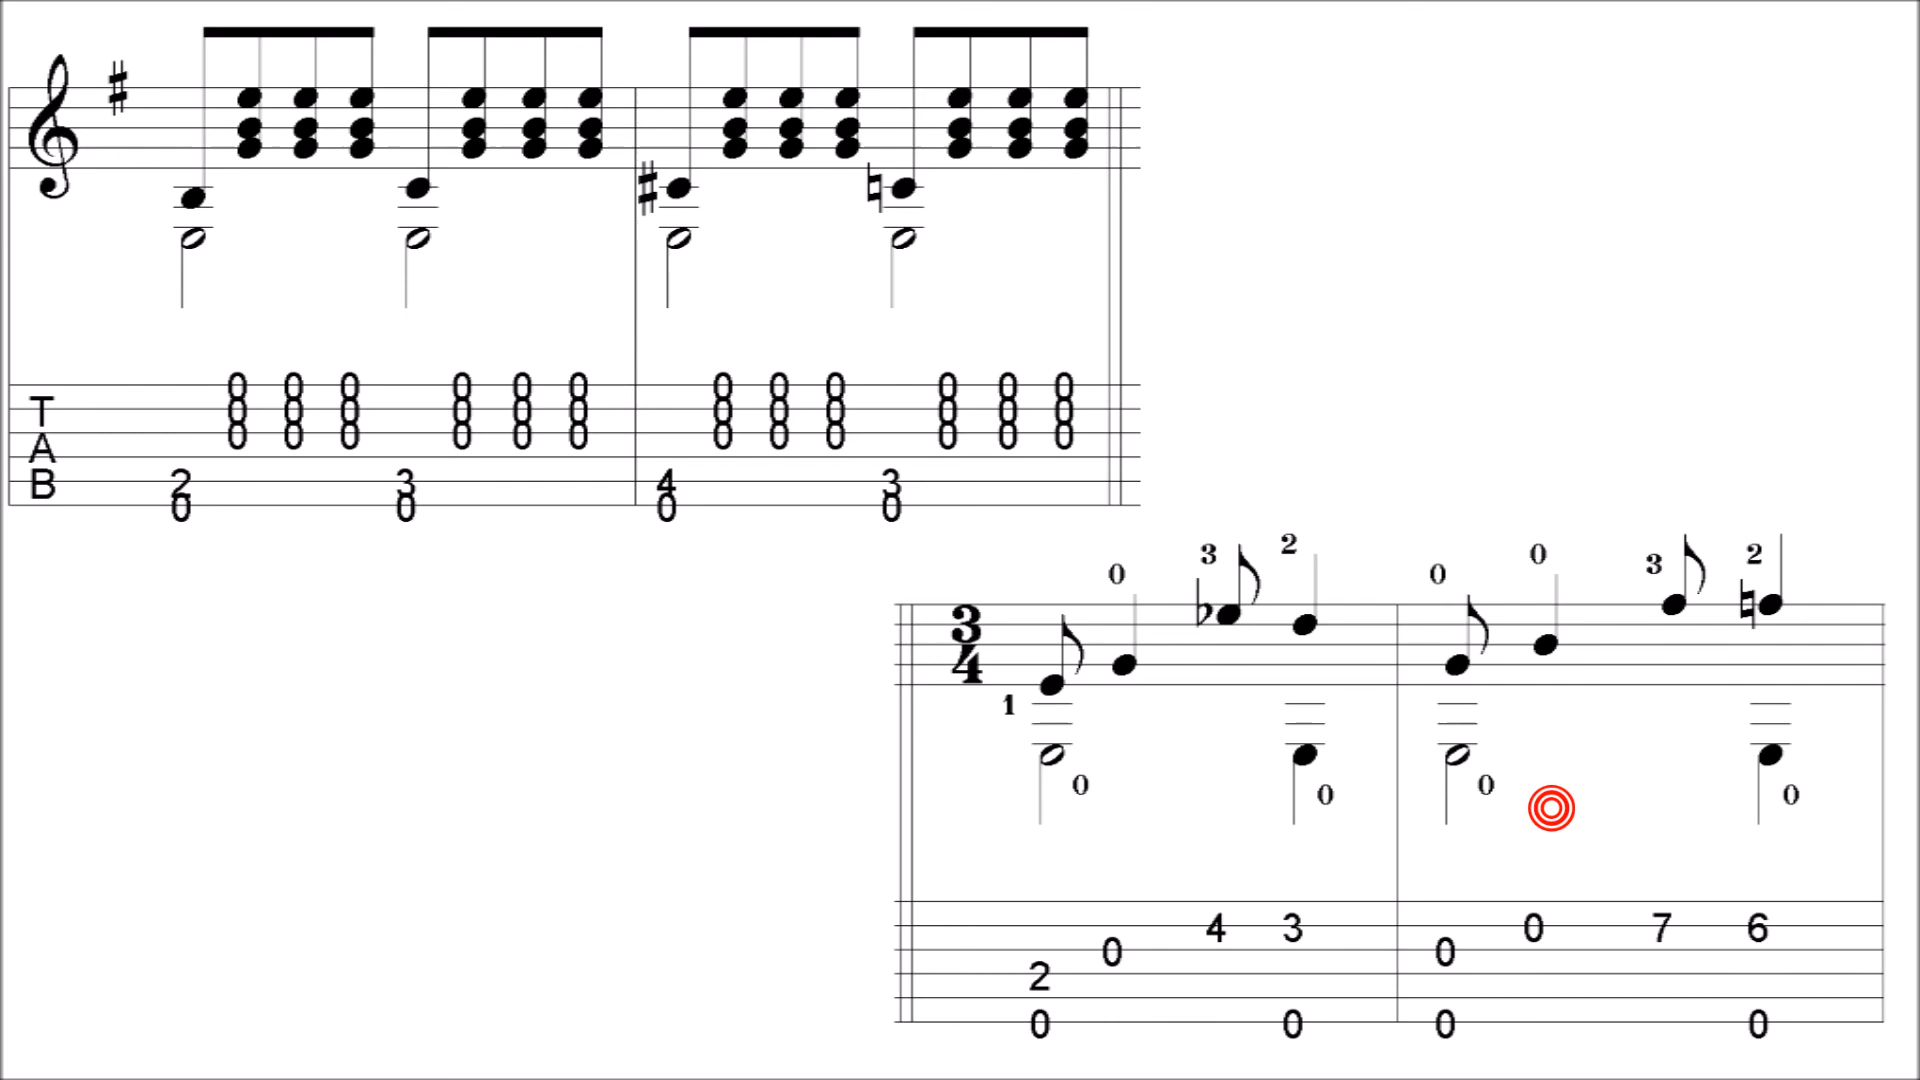 0 0 0 0 0 0 0 0 0 0 0 0
T 0 0 0 0 0 0 0 0 0 0 0 0
A 0 0 0 0 0 0 0 0 0 0 0 0
B 2 3 4 3
0 0 0 0
0 3 2 0 0 3 2
3
4
1
0 0 0 0
4 3 0 7 6
0 0
2
0 0 0 0